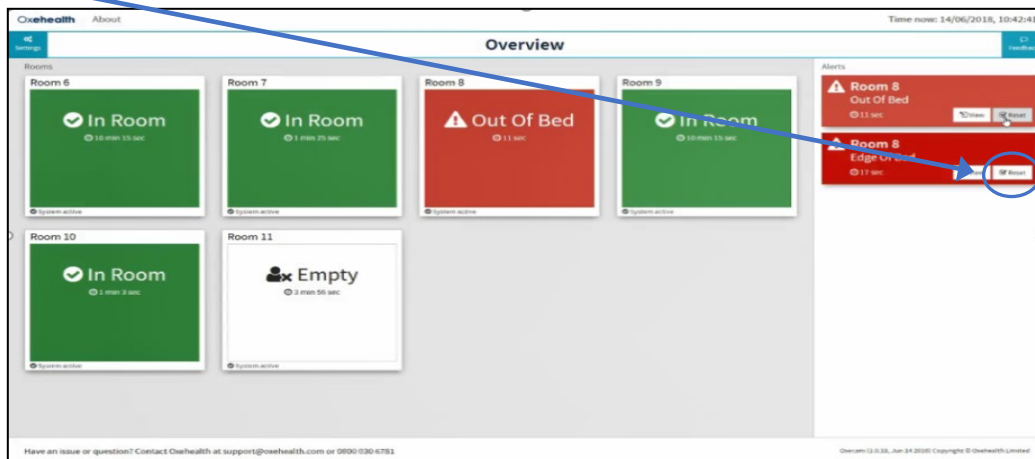 Oxehealth About Time now: 14/06/2018, 10:42:41
Settings Overview Feedback
Rooms
Room 6 Room 7 Room 8 Room 9
In Room In Room Out Of Bed In Room
10 min 15 sec 1 min 25 sec 11 sec 10 min 15 sec
System active System active System active System active
Room 10 Room 11
In Room Empty
1 min 3 sec 3 min 56 sec
System active System active
Alerts
Room 8
Out Of Bed
11 sec View Reset
Room 8
Edge Of Bed
17 sec Reset
Have an issue or question? Contact Oxehealth at support@oxehealth.com or 0800 030 6781
Copyright © Oxehealth Limited